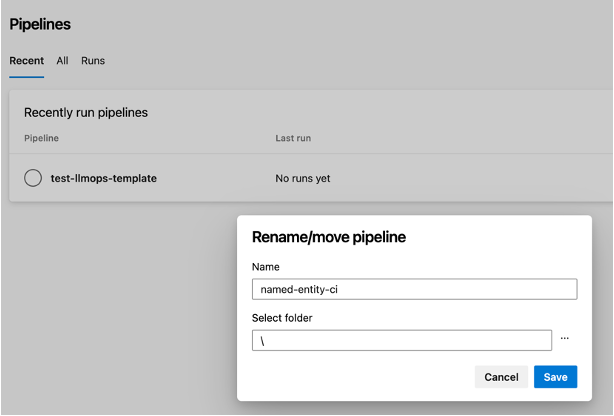 Pipelines
Recent All Runs
Recently run pipelines
Pipeline Last run
test-llmops-template No runs yet
Rename/move pipeline
Name
named-entity-ci
Select folder
\ ...
Cancel Save